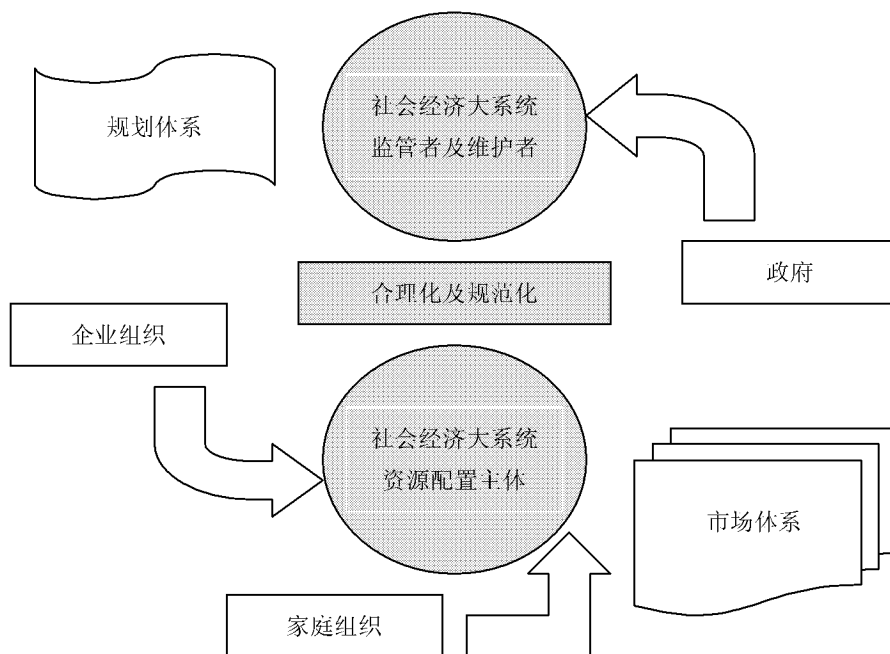 规划体系
社会经济大系统
监管者及维护者
政府
合理化及规范化
企业组织
社会经济大系统
资源配置主体
市场体系
家庭组织